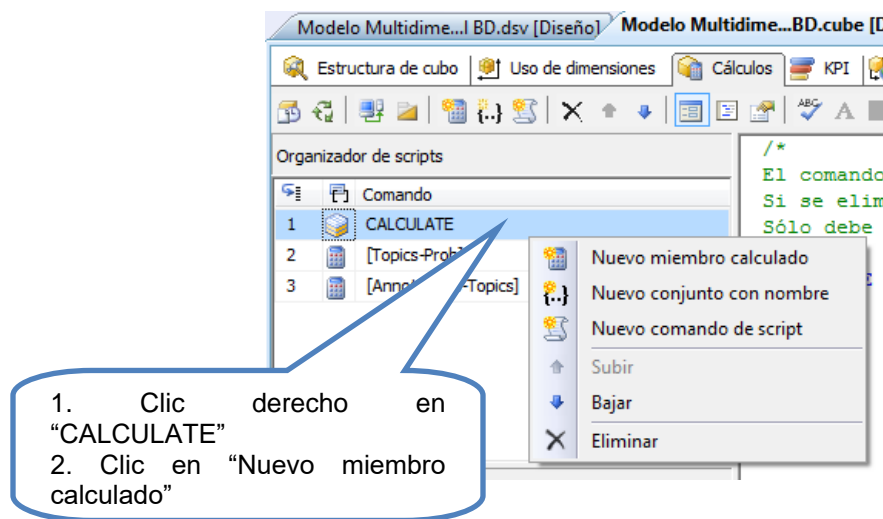 Modelo Multidime...l BD.dsv [Diseño] Modelo Multidime...BD.cube [D
Estructura de cubo Uso de dimensiones Cálculos KPI
Organizador de scripts
/*
El comando
Si se elim
Sólo debe
Comando
1 CALCULATE
2 [Topics-Prob
3 [Anno -Topics]
Nuevo miembro calculado
Nuevo conjunto con nombre
Nuevo comando de script
Subir
Bajar
Eliminar
1. Clic derecho en
“CALCULATE”
2. Clic en “Nuevo miembro
calculado”